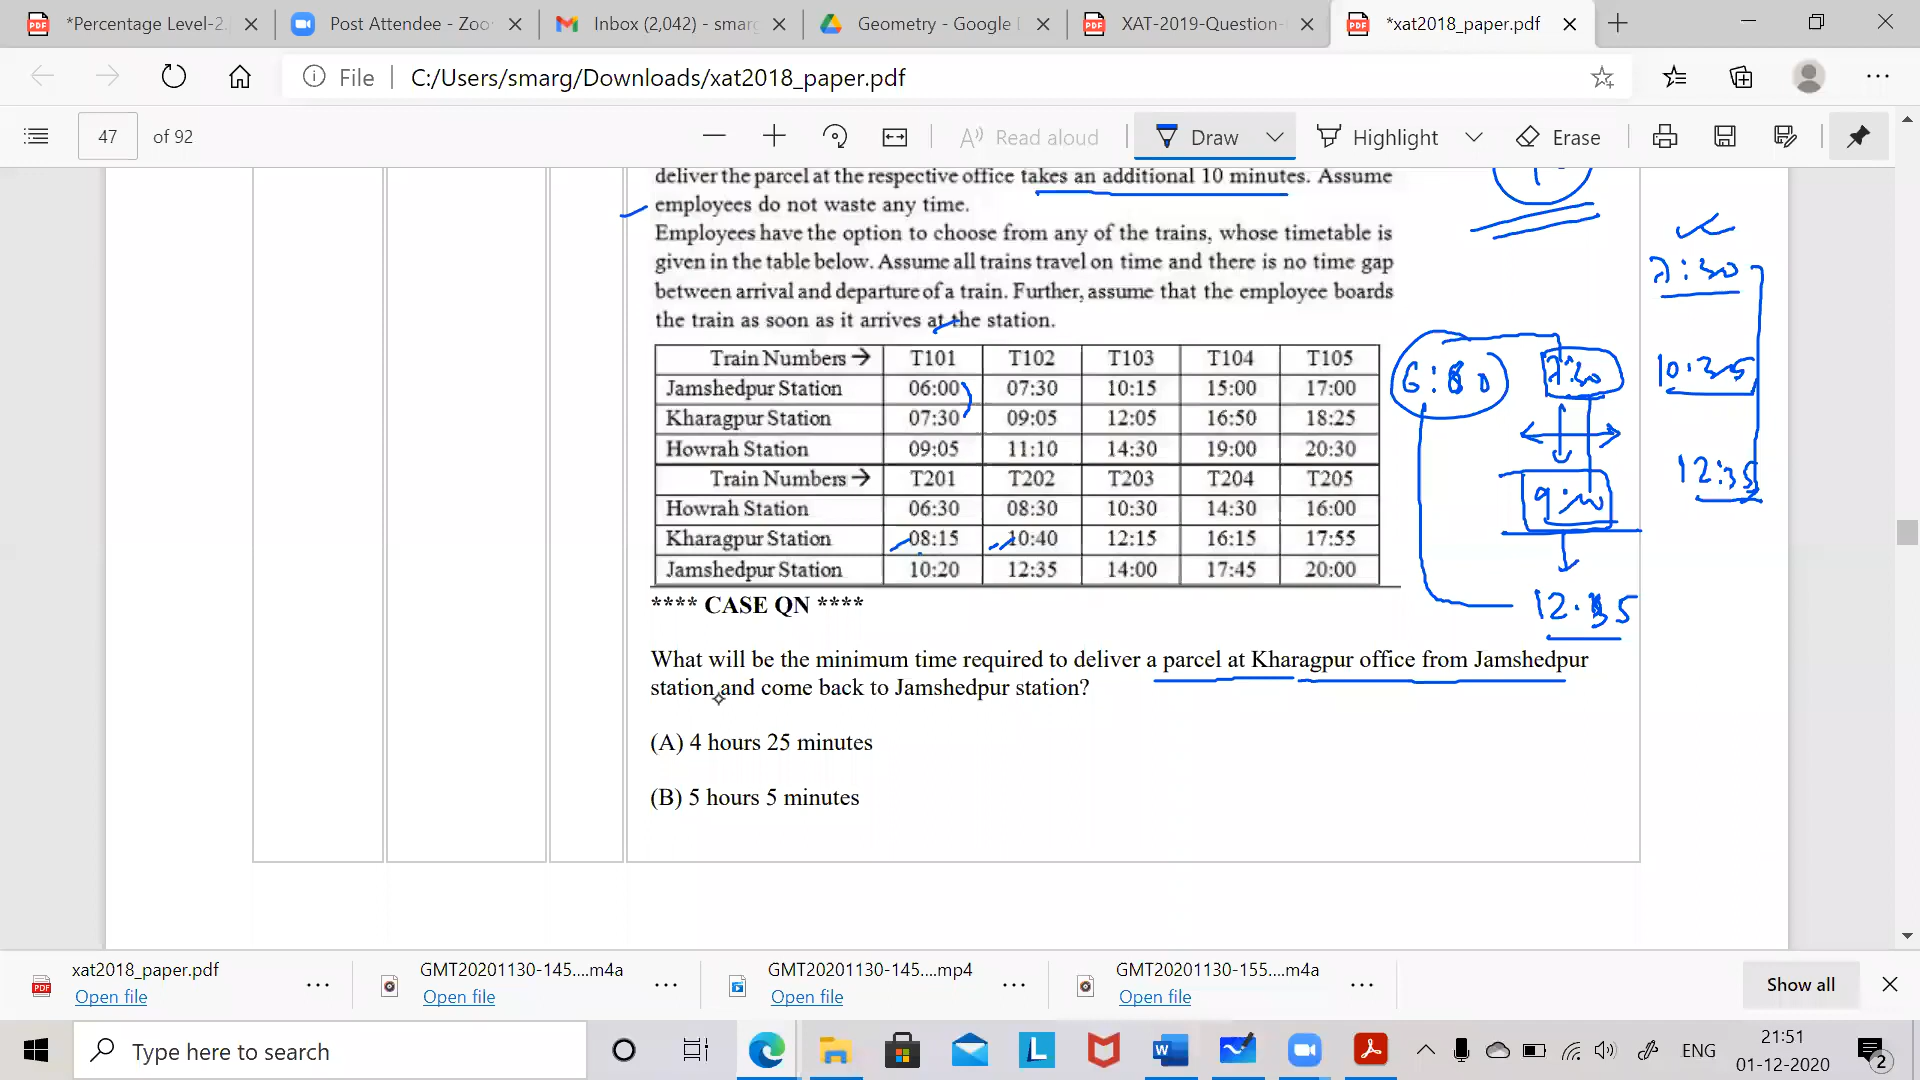 *Percentage Level-2.
Post Attendee - Zoo
Inbox (2,042) - smarg
Geometry - Google
XAT-2019-Question-
*xat2018_paper.pdf
File
C:/Users/smarg/Downloads/xat2018_paper.pdf
47 of 92
Read aloud
Draw
Highlight
Erase
deliver the parcel at the respective office takes an additional 10 minutes. Assume
employees do not waste any time.
Employees have the option to choose from any of the trains, whose timetable is
given in the table below. Assume all trains travel on time and there is no time gap
between arrival and departure of a train. Further, assume that the employee boards
the train as soon as it arrives at the station.
Train Numbers → T101 T102 T103 T104 T105
Jamshedpur Station 06:00 07:30 10:15 15:00 17:00
Kharagpur Station 07:30 09:05 12:05 16:50 18:25
Howrah Station 09:05 11:10 14:30 19:00 20:30
Train Numbers → T201 T202 T203 T204 T205
Howrah Station 06:30 08:30 10:30 14:30 16:00
Kharagpur Station 08:15 10:40 12:15 16:15 17:55
Jamshedpur Station 10:20 12:35 14:00 17:45 20:00
7:30
10:35
12:35
7:30
**** CASE QN ****
What will be the minimum time required to deliver a parcel at Kharagpur office from Jamshedpur
station and come back to Jamshedpur station?
(A) 4 hours 25 minutes
(B) 5 hours 5 minutes
xat2018_paper.pdf
Open file
GMT20201130-145....m4a
Open file
GMT20201130-145....mp4
Open file
GMT20201130-155....m4a
Open file
Show all
Type here to search
ENG
21:51
01-12-2020
2